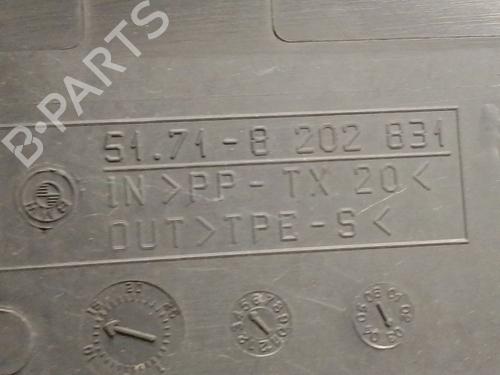 B-PARTS
51.71-8 202 831
IN >PP-TX 20<
OUT>TPE-S<